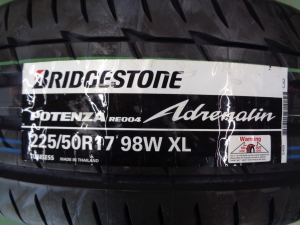 BRIDGESTONE
POTENZA RE004 Adrenalin
225/50R17 98W XL
TUBELESS MADE IN THAILAND
Warning